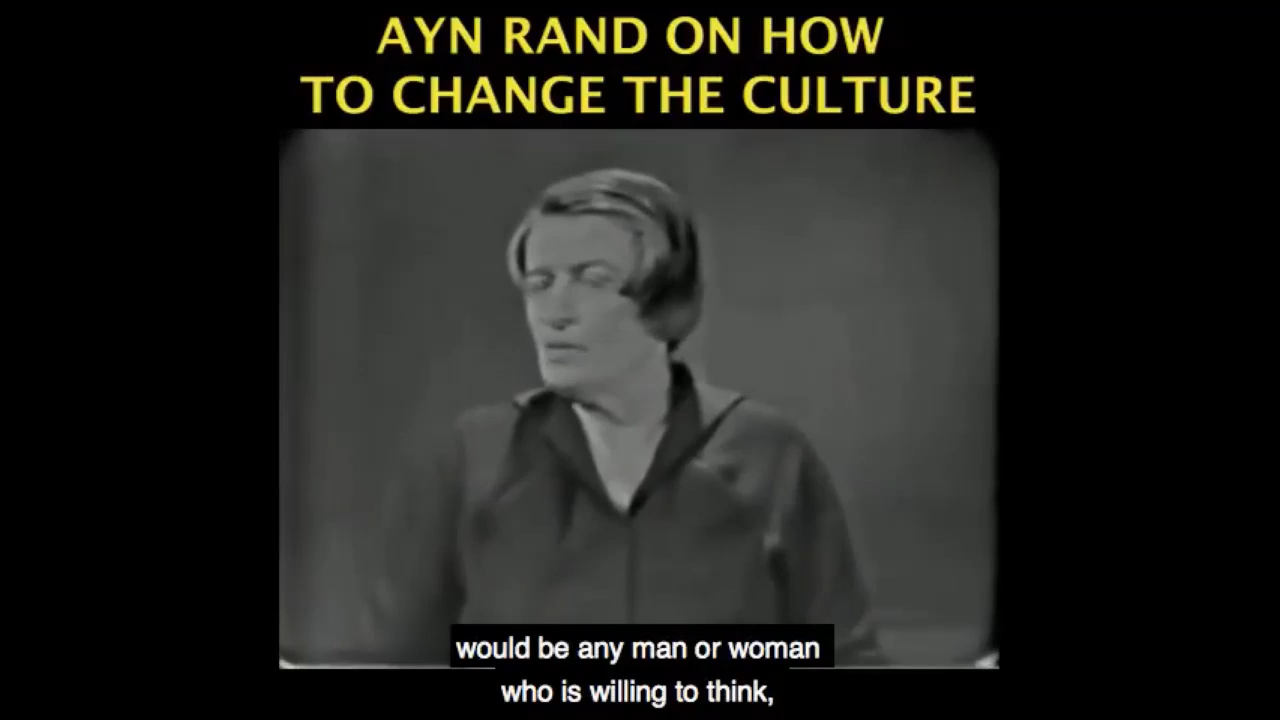 AYN RAND ON HOW
TO CHANGE THE CULTURE
would be any man or woman
who is willing to think,